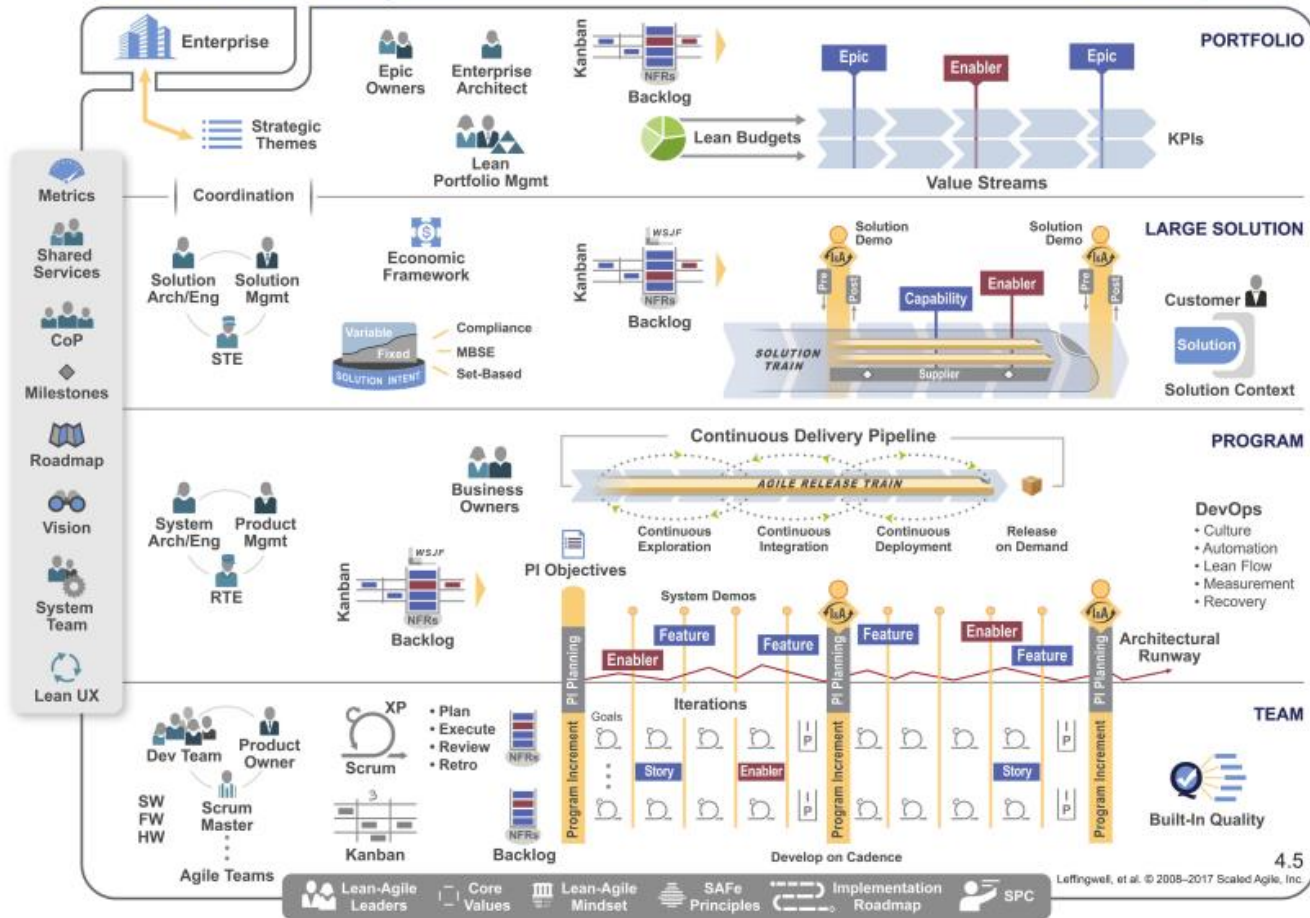 Enterprise
Strategic
Themes
Epic
Owners
Enterprise
Architect
Lean
Portfolio Mgmt
Kanban
NFRs
Backlog
Lean Budgets
Epic
Enabler
Epic
KPIs
Value Streams
PORTFOLIO
Metrics
Shared
Services
CoP
Milestones
Roadmap
Vision
System
Team
Lean UX
Coordination
Solution
Arch/Eng
Solution
Mgmt
STE
Economic
Framework
Variable
Fixed
SOLUTION INTENT
Compliance
MBSE
Set-Based
Kanban
WSJF
NFRs
Backlog
Solution
Demo
I&A
Pre
Post
Capability
Enabler
Solution
Demo
I&A
Pre
Post
SOLUTION
TRAIN
Supplier
LARGE SOLUTION
Customer
Solution
Solution Context
PROGRAM
System
Arch/Eng
Product
Mgmt
RTE
Business
Owners
Continuous Delivery Pipeline
AGILE RELEASE TRAIN
Continuous
Exploration
Continuous
Integration
Continuous
Deployment
Release
on Demand
DevOps
• Culture
• Automation
• Lean Flow
• Measurement
• Recovery
Kanban
WSJF
NFRs
Backlog
PI Objectives
System Demos
PI Planning
Enabler
Feature
Feature
I&A
PI Planning
Feature
Enabler
Feature
I&A
PI Planning
Architectural
Runway
TEAM
Dev Team
Product
Owner
Scrum
Master
SW
FW
HW
Agile Teams
XP
Scrum
• Plan
• Execute
• Review
• Retro
3
Kanban
NFRs
NFRs
Backlog
Program Increment
Goals
Iterations
Story
Enabler
I
P
I
P
Program Increment
Story
I
P
I
P
Program Increment
Develop on Cadence
Built-In Quality
4.5
Leffingwell, et al. © 2008–2017 Scaled Agile, Inc.
Lean-Agile
Leaders
Core
Values
Lean-Agile
Mindset
SAFe
Principles
Implementation
Roadmap
SPC